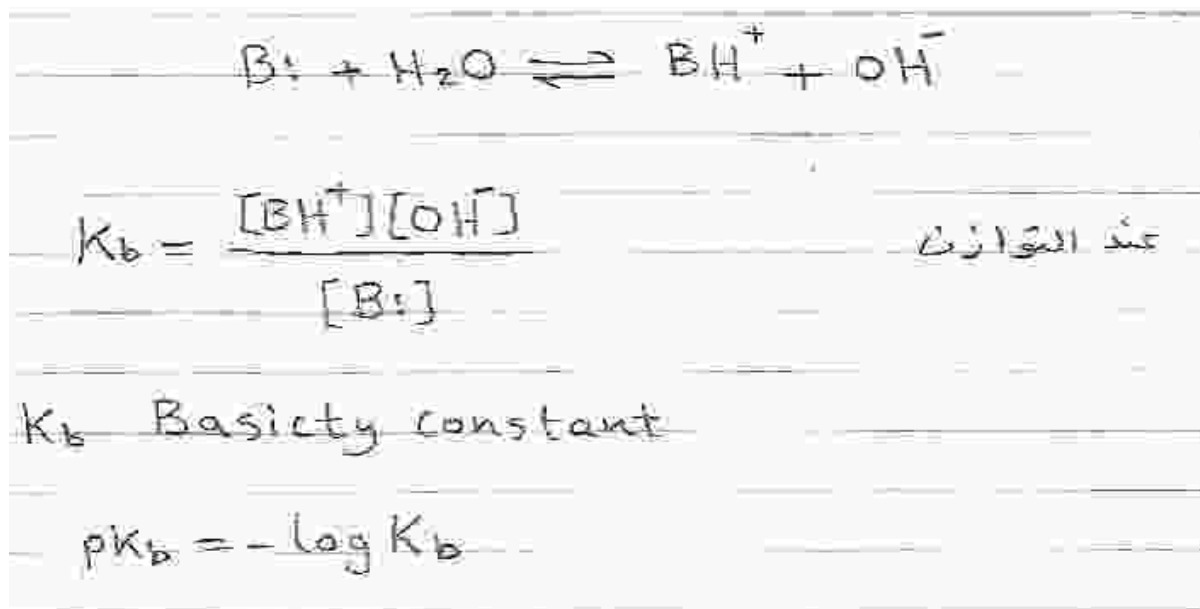 B: + H₂O ⇌ BH⁺ + OH⁻
Kb = [BH⁺][OH⁻] / [B:] عند التوازن
Kb Basicty constant
pKb = - log Kb